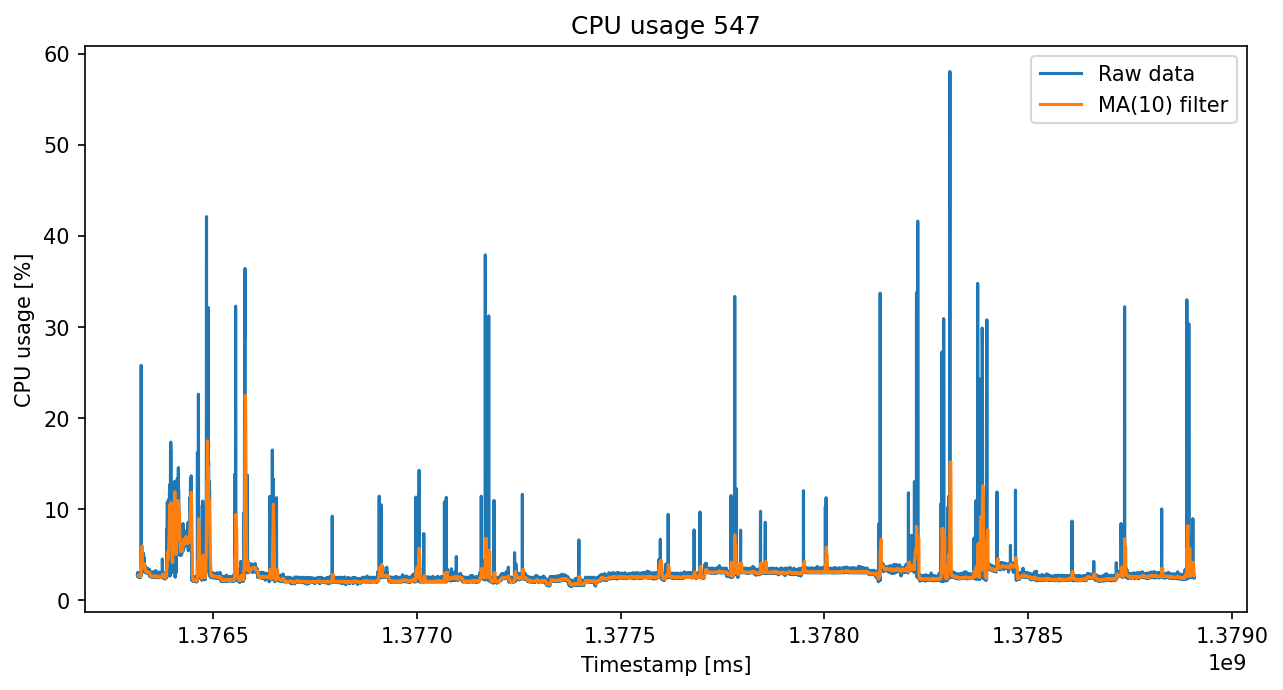 CPU usage 547
Raw data
MA(10) filter
CPU usage [%]
60
50
40
30
20
10
0
1.3765 1.3770 1.3775 1.3780 1.3785 1.3790
1e9
Timestamp [ms]